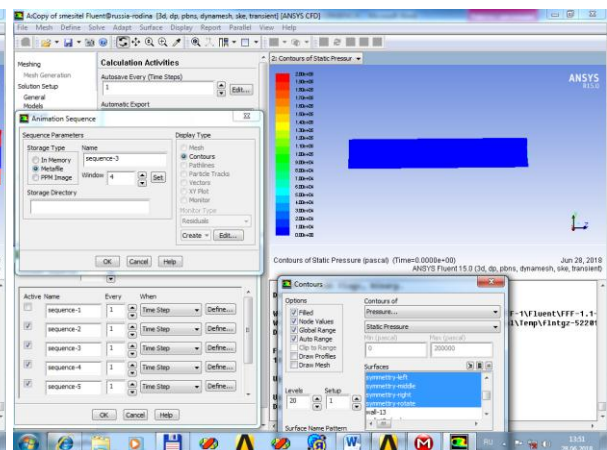 A:Copy of smesitel Fluent@russia-rodina [3d, dp, pbns, dynamesh, ske, transient] [ANSYS CFD]
File Mesh Define Solve Adapt Surface Display Report Parallel View Help
Meshing
Mesh Generation
Solution Setup
General
Models
Calculation Activities
Autosave Every (Time Steps)
1
Edit...
Automatic Export
2: Contours of Static Pressur
ANSYS
R15.0
2.00e+05
Animation Sequence
Sequence Parameters
Storage Type
In Memory
Metafile
PPM Image
Name
sequence-3
Window 4
Set
Storage Directory
Display Type
Mesh
Contours
Pathlines
Particle Tracks
Vectors
XY Plot
Monitor
Monitor Type
Residuals
Create
Edit...
OK Cancel Help
0.00e+00
Contours of Static Pressure (pascal) (Time=0.0000e+00)
Jun 28, 2018
ANSYS Fluent 15.0 (3d, dp, pbns, dynamesh, ske, transient)
Active Name Every When
sequence-1 1 Time Step Define...
sequence-2 1 Time Step Define...
sequence-3 1 Time Step Define...
sequence-4 1 Time Step Define...
sequence-5 1 Time Step Define...
OK Cancel Help
Contours
Options
Filled
Node Values
Global Range
Auto Range
Clip to Range
Draw Profiles
Draw Mesh
Levels
20
Setup
1
Surface Name Pattern
Contours of
Pressure...
Static Pressure
Min (pascal)
0
Max (pascal)
200000
Surfaces
symmetry-left
symmetry-middle
symmetry-right
symmetry-rotate
wall-13
RU
13:51
28.06.2018